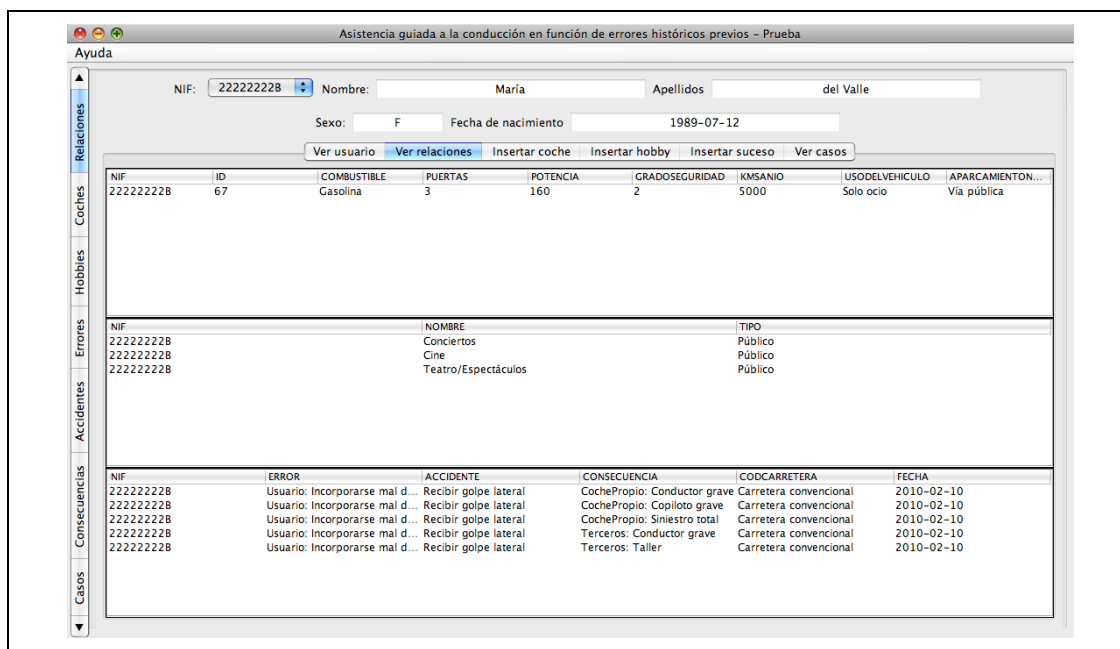 Asistencia guiada a la conducción en función de errores históricos previos – Prueba
Ayuda
Relaciones
Coches
Hobbies
Errores
Accidentes
Consecuencias
Casos
NIF: 22222222B Nombre: María Apellidos del Valle
Sexo: F Fecha de nacimiento 1989-07-12
Ver usuario Ver relaciones Insertar coche Insertar hobby Insertar suceso Ver casos
NIF ID COMBUSTIBLE PUERTAS POTENCIA GRADOSEGURIDAD KMSANIO USODELVEHICULO APARCAMIENTON...
22222222B 67 Gasolina 3 160 2 5000 Solo ocio Vía pública
NIF NOMBRE TIPO
22222222B Conciertos Público
22222222B Cine Público
22222222B Teatro/Espectáculos Público
NIF ERROR ACCIDENTE CONSECUENCIA CODCARRETERA FECHA
22222222B Usuario: Incorporarse mal d... Recibir golpe lateral CochePropio: Conductor grave Carretera convencional 2010-02-10
22222222B Usuario: Incorporarse mal d... Recibir golpe lateral CochePropio: Copiloto grave Carretera convencional 2010-02-10
22222222B Usuario: Incorporarse mal d... Recibir golpe lateral CochePropio: Siniestro total Carretera convencional 2010-02-10
22222222B Usuario: Incorporarse mal d... Recibir golpe lateral Terceros: Conductor grave Carretera convencional 2010-02-10
22222222B Usuario: Incorporarse mal d... Recibir golpe lateral Terceros: Taller Carretera convencional 2010-02-10